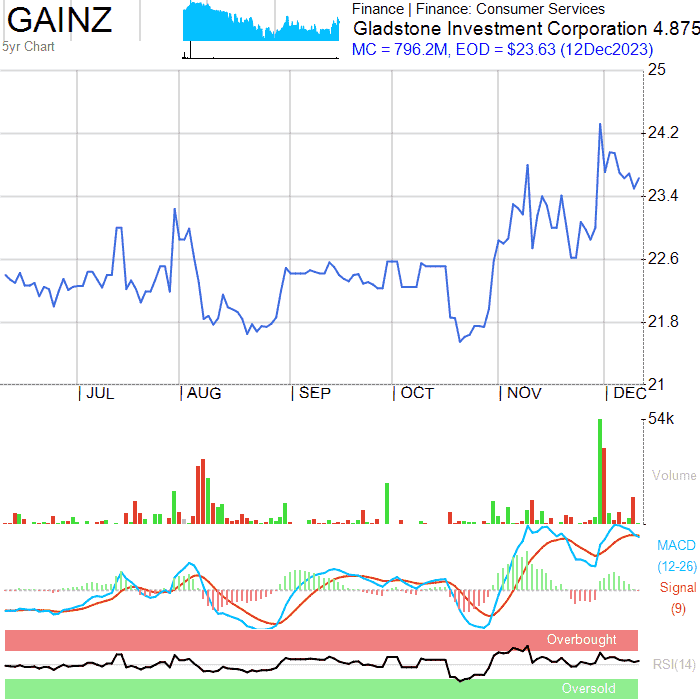 GAINZ
5yr Chart
Finance | Finance: Consumer Services
Gladstone Investment Corporation 4.875
MC = 796.2M, EOD = $23.63 (12Dec2023)
25
24.2
23.4
22.6
21.8
21
| JUL | AUG | SEP | OCT | NOV | DEC
54k
Volume
MACD
(12-26)
Signal
(9)
Overbought
RSI(14)
Oversold